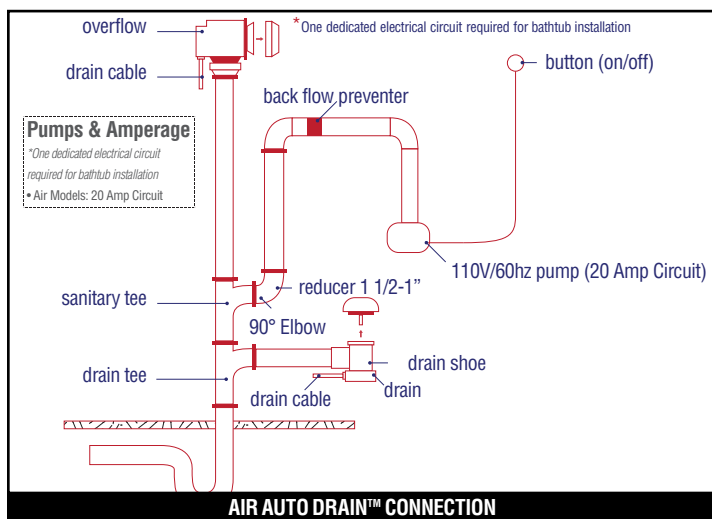 overflow
* One dedicated electrical circuit required for bathtub installation
drain cable
button (on/off)
back flow preventer
Pumps & Amperage
*One dedicated electrical circuit
required for bathtub installation
• Air Models: 20 Amp Circuit
110V/60hz pump (20 Amp Circuit)
reducer 1 1/2-1”
sanitary tee
90° Elbow
drain shoe
drain tee
drain cable
drain
AIR AUTO DRAIN™ CONNECTION